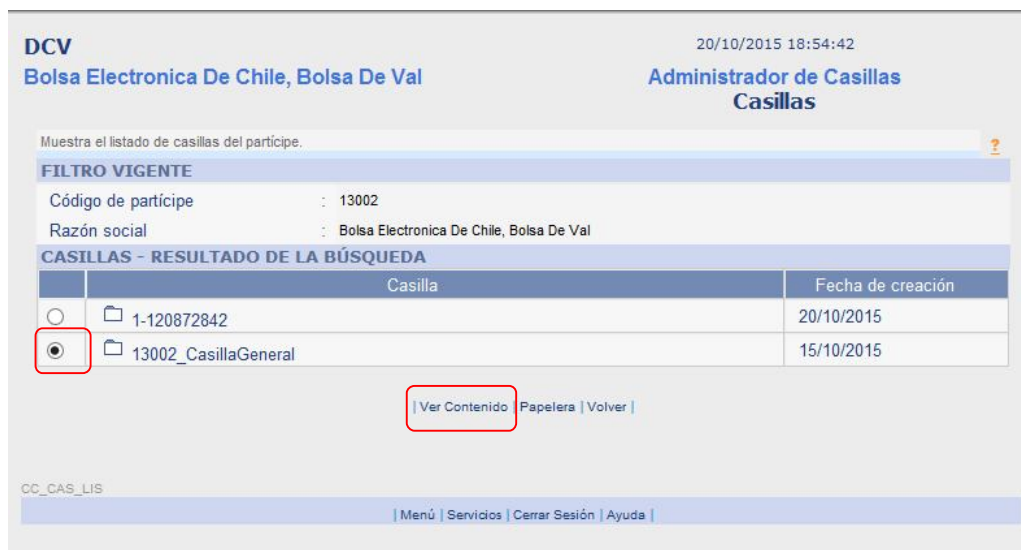 DCV
20/10/2015 18:54:42
Bolsa Electronica De Chile, Bolsa De Val
Administrador de Casillas
Casillas
Muestra el listado de casillas del partícipe.
?
FILTRO VIGENTE
Código de partícipe : 13002
Razón social : Bolsa Electronica De Chile, Bolsa De Val
CASILLAS - RESULTADO DE LA BÚSQUEDA
Casilla Fecha de creación
1-120872842 20/10/2015
13002_CasillaGeneral 15/10/2015
| Ver Contenido | Papelera | Volver |
CC_CAS_LIS
| Menú | Servicios | Cerrar Sesión | Ayuda |